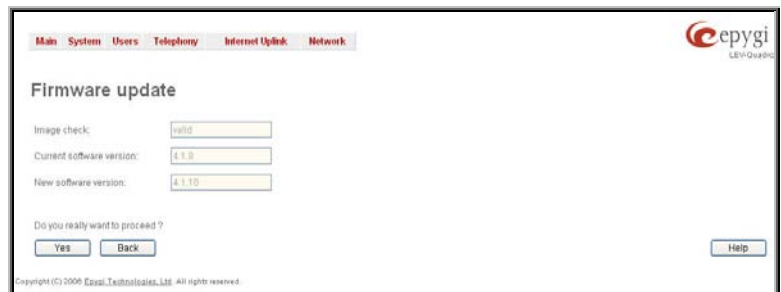 Main System Users Telephony Internet Uplink Network
epygi
LEV-Quadro
Firmware update
Image check: valid
Current software version: 4.1.8
New software version: 4.1.10
Do you really want to proceed ?
Yes Back Help
Copyright (C) 2006 Epygi Technologies, Ltd. All rights reserved.